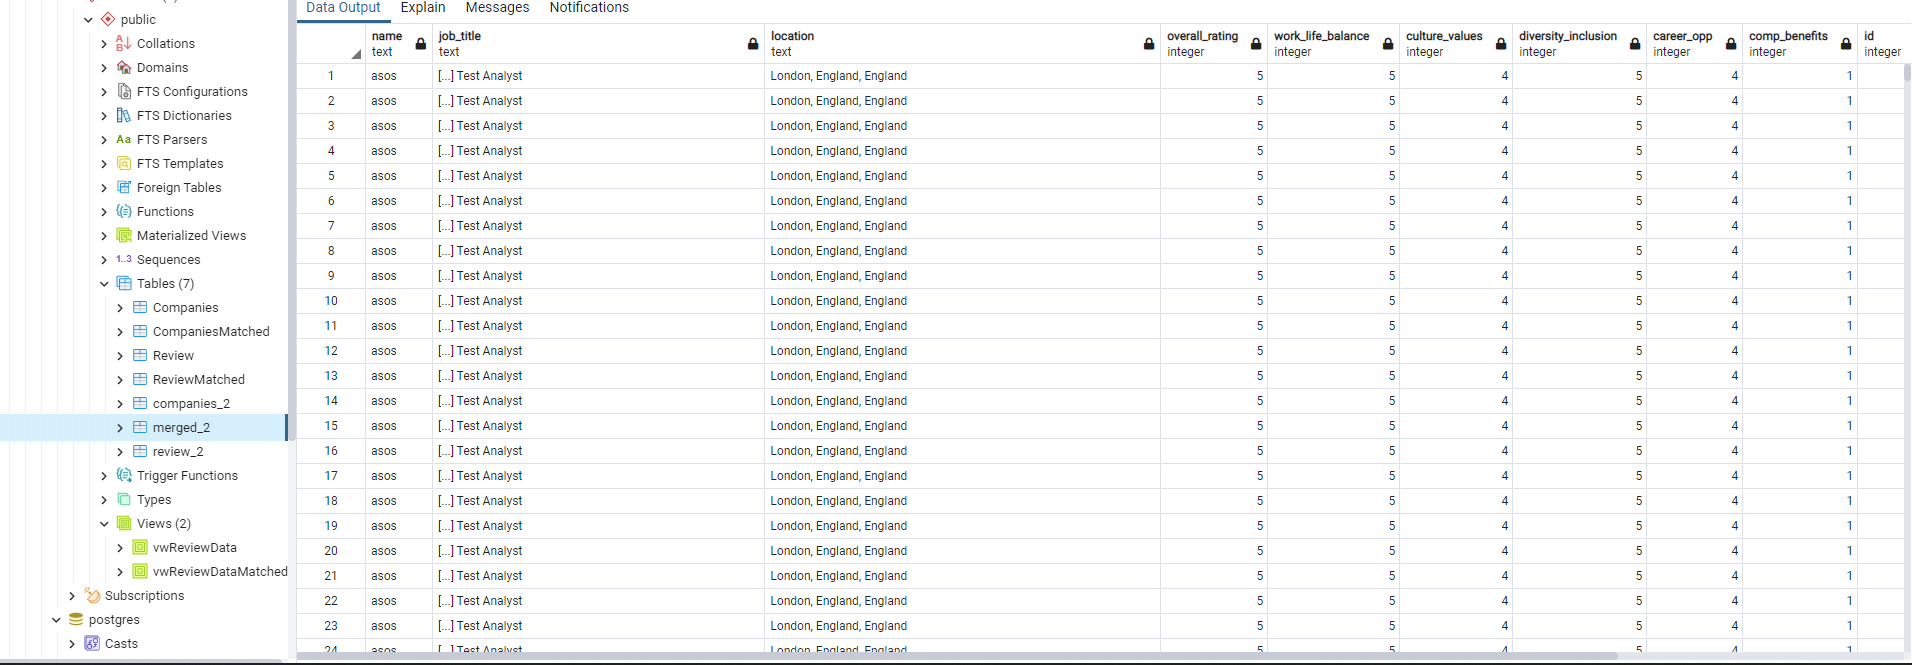 public
Collations
Domains
FTS Configurations
FTS Dictionaries
Aa FTS Parsers
FTS Templates
Foreign Tables
Functions
Materialized Views
1..3 Sequences
Tables (7)
Companies
CompaniesMatched
Review
ReviewMatched
companies_2
merged_2
review_2
Trigger Functions
Types
Views (2)
vwReviewData
vwReviewDataMatched
Subscriptions
postgres
Casts
Data Output Explain Messages Notifications
name job_title location overall_rating work_life_balance culture_values diversity_inclusion career_opp comp_benefits id
text text text integer integer integer integer integer integer integer
1 asos [...] Test Analyst London, England, England 5 5 4 5 4 1
2 asos [...] Test Analyst London, England, England 5 5 4 5 4 1
3 asos [...] Test Analyst London, England, England 5 5 4 5 4 1
4 asos [...] Test Analyst London, England, England 5 5 4 5 4 1
5 asos [...] Test Analyst London, England, England 5 5 4 5 4 1
6 asos [...] Test Analyst London, England, England 5 5 4 5 4 1
7 asos [...] Test Analyst London, England, England 5 5 4 5 4 1
8 asos [...] Test Analyst London, England, England 5 5 4 5 4 1
9 asos [...] Test Analyst London, England, England 5 5 4 5 4 1
10 asos [...] Test Analyst London, England, England 5 5 4 5 4 1
11 asos [...] Test Analyst London, England, England 5 5 4 5 4 1
12 asos [...] Test Analyst London, England, England 5 5 4 5 4 1
13 asos [...] Test Analyst London, England, England 5 5 4 5 4 1
14 asos [...] Test Analyst London, England, England 5 5 4 5 4 1
15 asos [...] Test Analyst London, England, England 5 5 4 5 4 1
16 asos [...] Test Analyst London, England, England 5 5 4 5 4 1
17 asos [...] Test Analyst London, England, England 5 5 4 5 4 1
18 asos [...] Test Analyst London, England, England 5 5 4 5 4 1
19 asos [...] Test Analyst London, England, England 5 5 4 5 4 1
20 asos [...] Test Analyst London, England, England 5 5 4 5 4 1
21 asos [...] Test Analyst London, England, England 5 5 4 5 4 1
22 asos [...] Test Analyst London, England, England 5 5 4 5 4 1
23 asos [...] Test Analyst London, England, England 5 5 4 5 4 1
24 asos [...] Test Analyst London, England, England 5 5 4 5 4 1